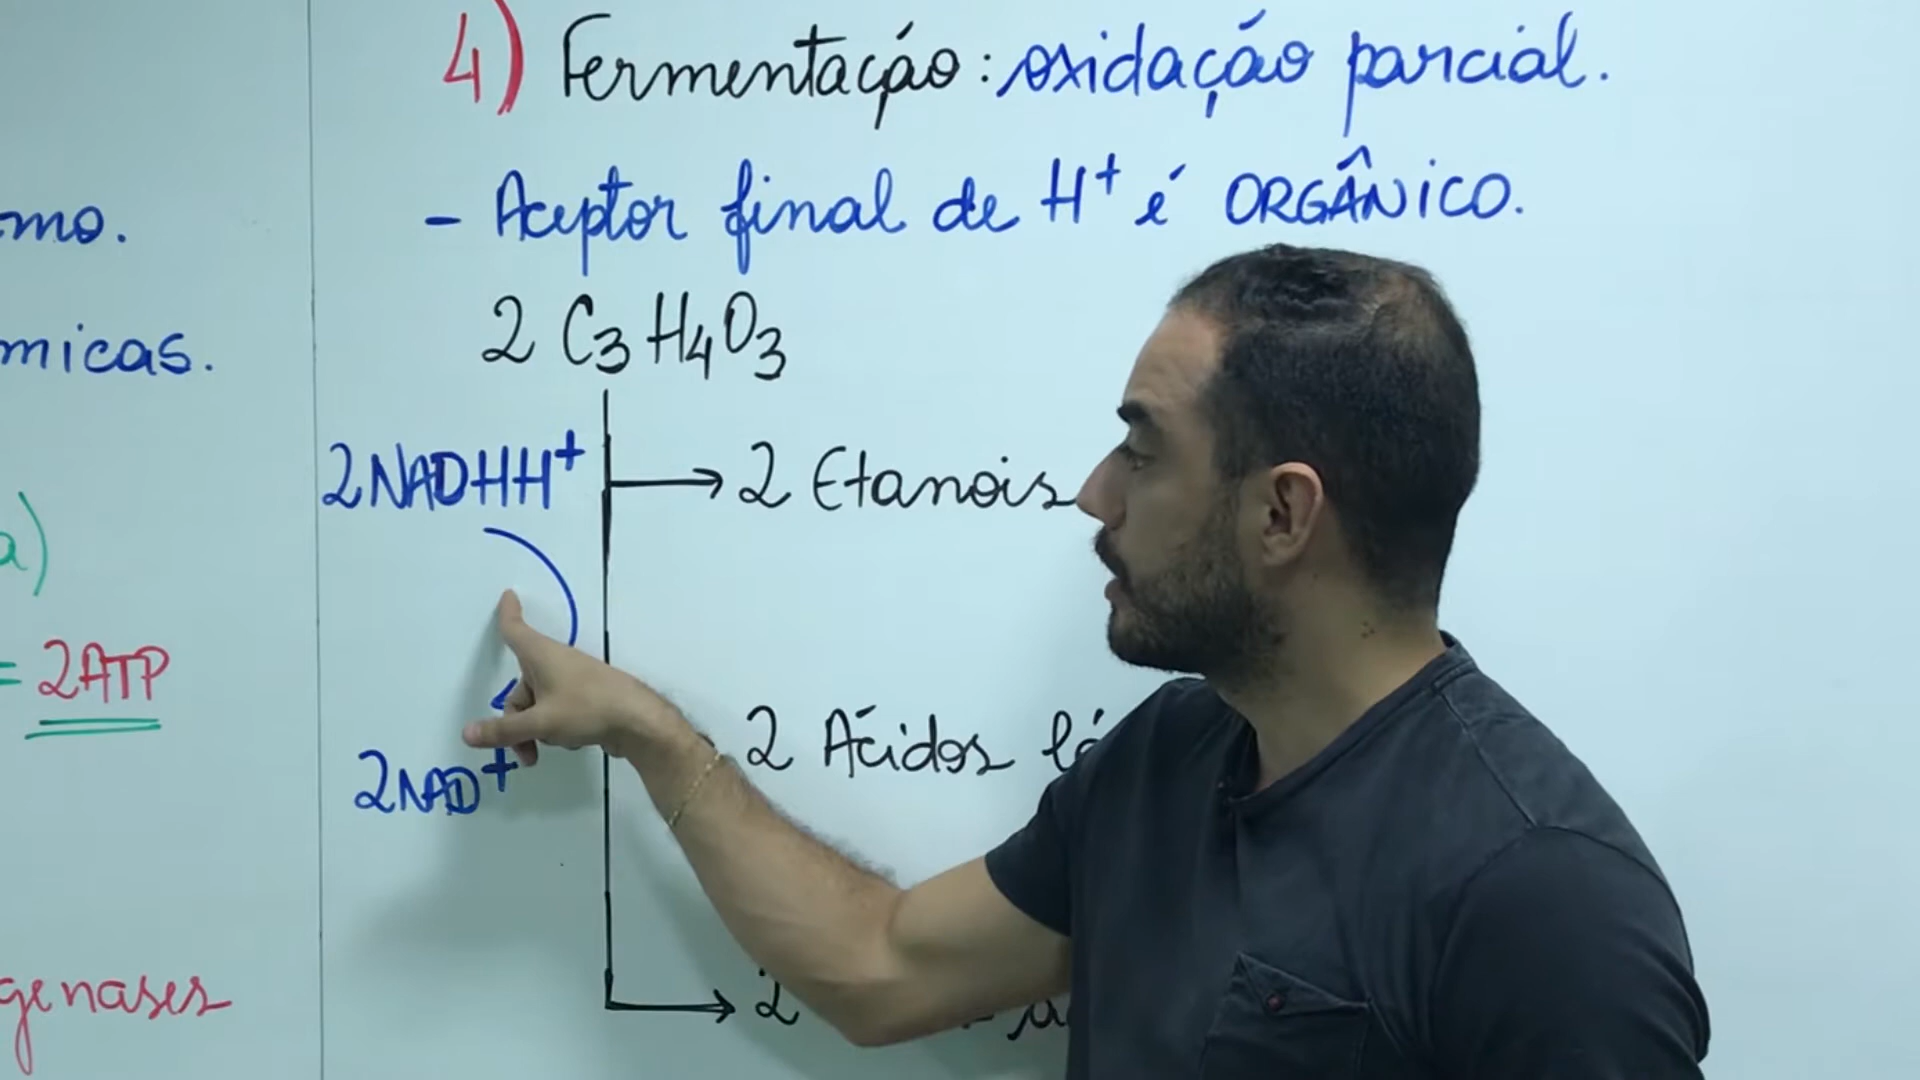 4) Fermentação: oxidação parcial.
- Aceptor final de H⁺ é ORGÂNICO.
2 C₃H₄O₃
2NADHH⁺
2 Etanois
2 Ácidos lá
2NAD⁺
2
micas.
= 2ATP
genases